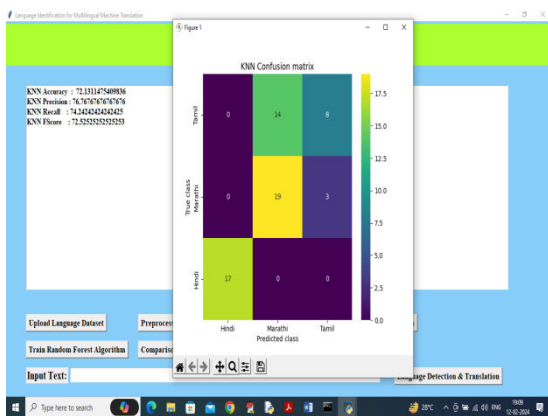 Language Identification for Multilingual Machine Translation
Figure 1
KNN Accuracy : 72.1311475409836
KNN Precision : 76.76767676767676
KNN Recall : 74.24242424242425
KNN FScore : 72.52525252525253
KNN Confusion matrix
Tamil
0 14 8
Marathi
0 19 3
Hindi
17 0 0
True class
Hindi Marathi Tamil
Predicted class
17.5
15.0
12.5
10.0
7.5
5.0
2.5
0.0
Upload Language Dataset
Train Random Forest Algorithm
Input Text:
Detection & Translation
Type here to search
28°C
ENG
19:09
12-02-2024